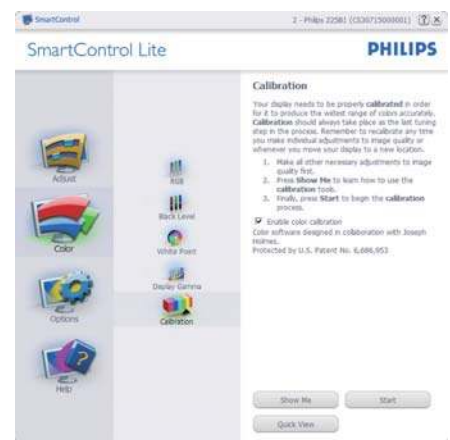 SmartControl
2 - Philips 225B1 (CS30715000001)
SmartControl Lite
PHILIPS
Adjust
Color
Options
Help
RGB
Black Level
White Point
Display Gamma
Calibration
Calibration
Your display needs to be properly calibrated in order
for it to produce the widest range of colors accurately.
Calibration should always take place as the last tuning
step in the process. Remember to recalibrate any time
you make individual adjustments to image quality or
whenever you move your display to a new location.
1. Make all other necessary adjustments to image
quality first.
2. Press Show Me to learn how to use the
calibration tools.
3. Finally, press Start to begin the calibration
process.
Enable color calibration
Color software designed in collaboration with Joseph
Holmes.
Protected by U.S. Patent No. 6,686,953
Show Me
Start
Quick View